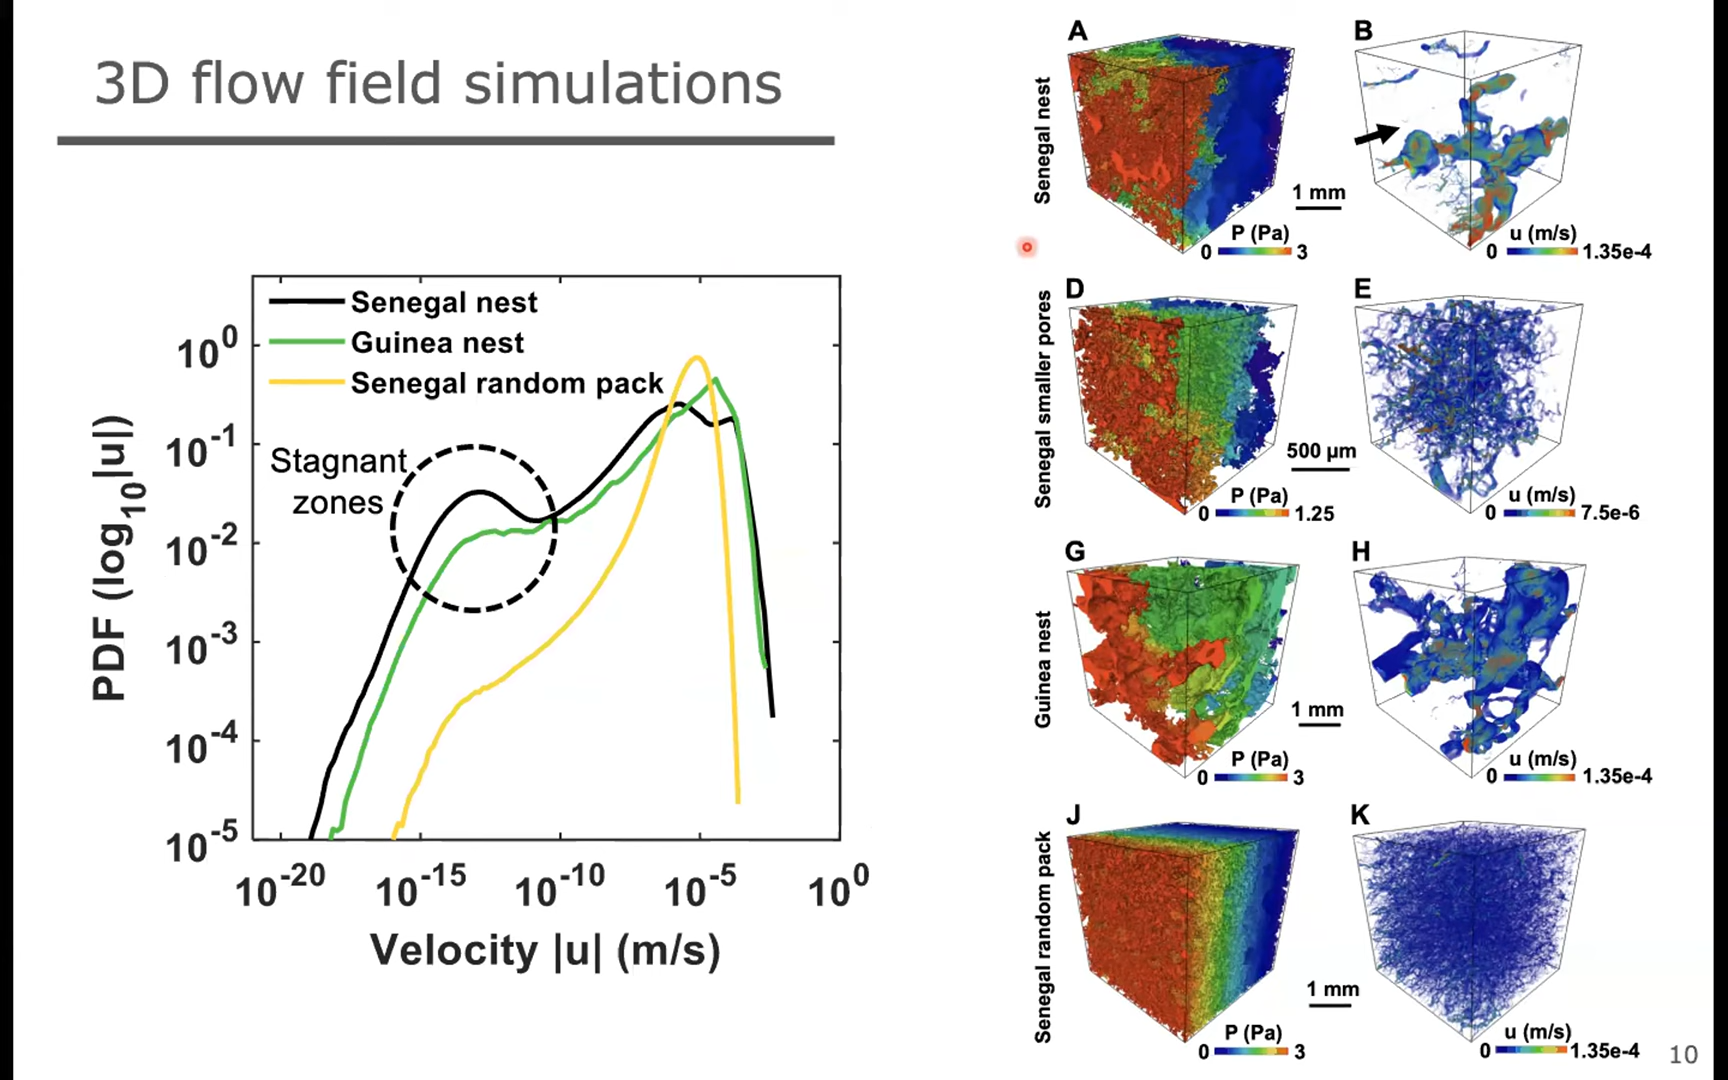 3D flow field simulations
Senegal nest
Guinea nest
Senegal random pack
Stagnant
zones
PDF (log10|u|)
10^0
10^-1
10^-2
10^-3
10^-4
10^-5
10^-20
10^-15
10^-10
10^-5
10^0
Velocity |u| (m/s)
A
B
Senegal nest
1 mm
P (Pa)
0
3
u (m/s)
0
1.35e-4
D
E
Senegal smaller pores
500 µm
P (Pa)
0
1.25
u (m/s)
0
7.5e-6
G
H
Guinea nest
1 mm
P (Pa)
0
3
u (m/s)
0
1.35e-4
J
K
Senegal random pack
1 mm
P (Pa)
0
3
u (m/s)
0
1.35e-4
10